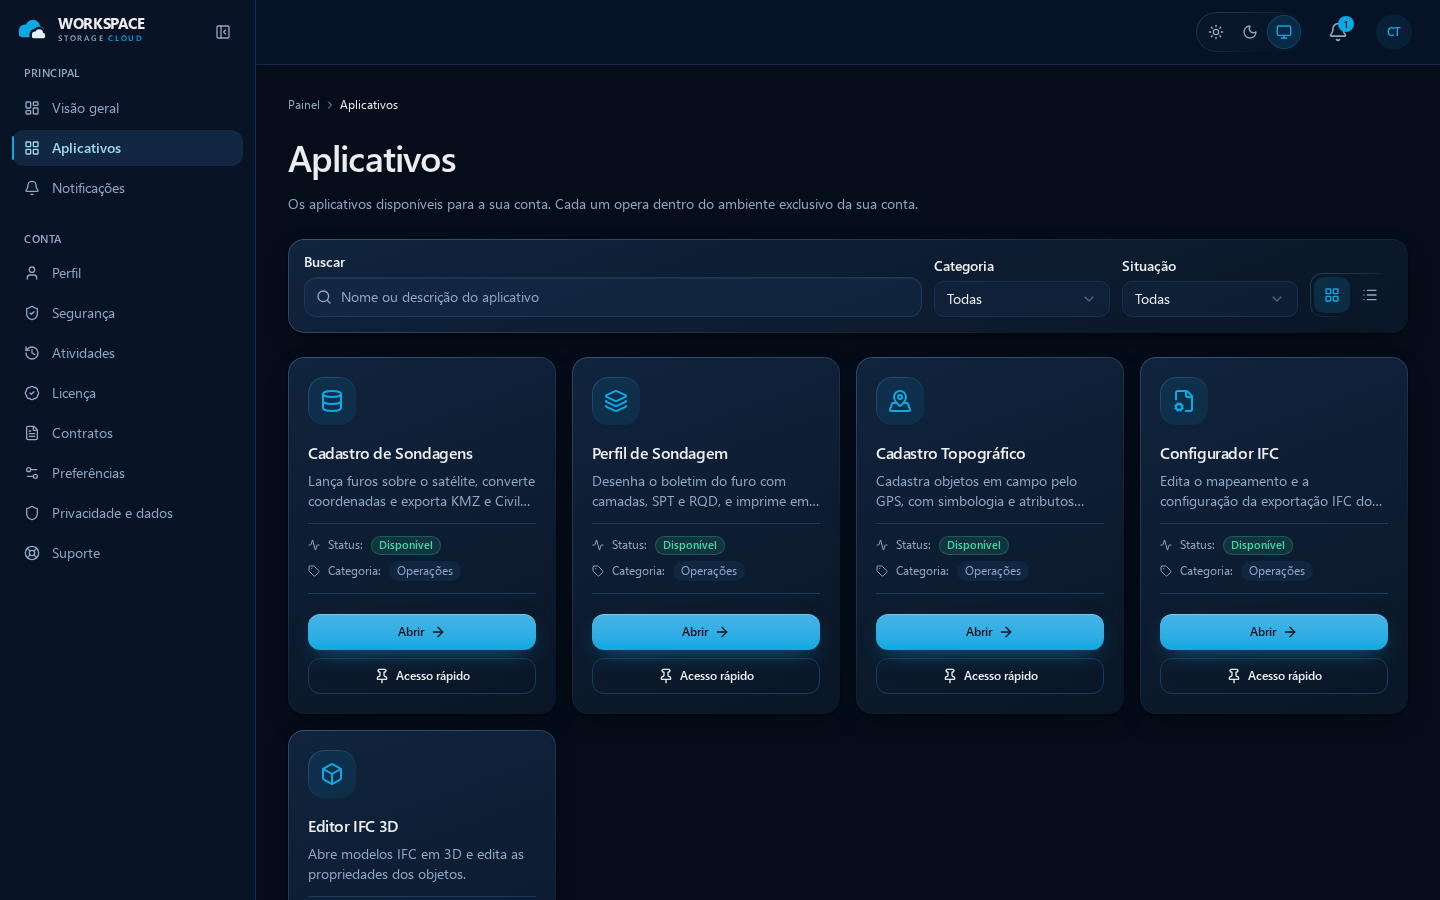 WORKSPACE
STORAGE CLOUD
1
CT
PRINCIPAL
Visão geral
Aplicativos
Notificações
CONTA
Perfil
Segurança
Atividades
Licença
Contratos
Preferências
Privacidade e dados
Suporte
Painel > Aplicativos
Aplicativos
Os aplicativos disponíveis para a sua conta. Cada um opera dentro do ambiente exclusivo da sua conta.
Buscar
Nome ou descrição do aplicativo
Categoria
Todas
Situação
Todas
Cadastro de Sondagens
Lança furos sobre o satélite, converte
coordenadas e exporta KMZ e Civil...
Status: Disponível
Categoria: Operações
Abrir
Acesso rápido
Perfil de Sondagem
Desenha o boletim do furo com
camadas, SPT e RQD, e imprime em...
Status: Disponível
Categoria: Operações
Abrir
Acesso rápido
Cadastro Topográfico
Cadastra objetos em campo pelo
GPS, com simbologia e atributos...
Status: Disponível
Categoria: Operações
Abrir
Acesso rápido
Configurador IFC
Edita o mapeamento e a
configuração da exportação IFC do...
Status: Disponível
Categoria: Operações
Abrir
Acesso rápido
Editor IFC 3D
Abre modelos IFC em 3D e edita as
propriedades dos objetos.